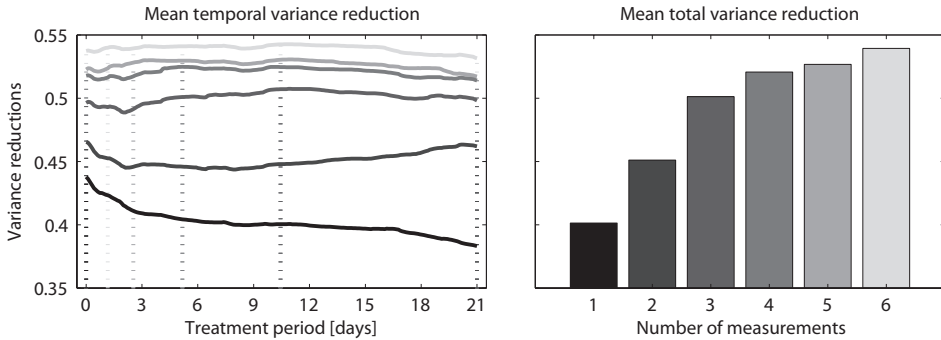 Mean temporal variance reduction
Variance reductions
0.55
0.5
0.45
0.4
0.35
0 3 6 9 12 15 18 21
Treatment period [days]
Mean total variance reduction
1 2 3 4 5 6
Number of measurements